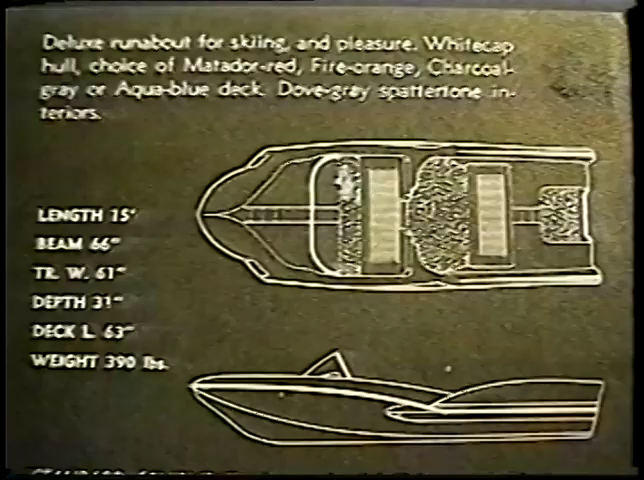 Deluxe runabout for skiing, and pleasure. Whitecap
hull, choice of Matador-red, Fire-orange, Charcoal-
gray or Aqua-blue deck. Dove-gray spattertone in-
teriors.
LENGTH 15'
BEAM 66"
TR. W. 61"
DEPTH 31"
DECK L. 63"
WEIGHT 390 lbs.